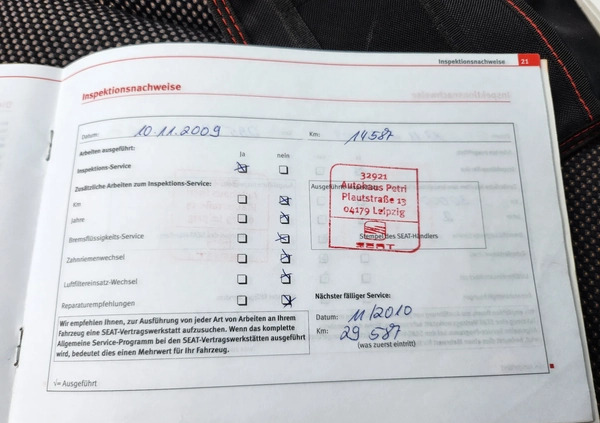 Inspektionsnachweise 21
Inspektionsnachweise
Datum: 10.11.2009 Km: 14587
Arbeiten ausgeführt: ja nein
Inspektions-Service
Zusätzliche Arbeiten zum Inspektions-Service:
Km
Jahre
Bremsflüssigkeits-Service
Zahnriemenwechsel
Luftfiltereinsatz-Wechsel
Reparaturempfehlungen
Wir empfehlen Ihnen, zur Ausführung von jeder Art von Arbeiten an Ihrem
Fahrzeug eine SEAT-Vertragswerkstatt aufzusuchen. Wenn das komplette
Allgemeine Service-Programm bei den SEAT-Vertragswerkstätten ausgeführt
wird, bedeutet dies einen Mehrwert für Ihr Fahrzeug.
√= Ausgeführt
32921
Autohaus Petri
Plautstraße 13
04179 Leipzig
SEAT
Stempel des SEAT-Händlers
Nächster fälliger Service:
Datum: 11/2010
Km: 29 587
(was zuerst eintritt)